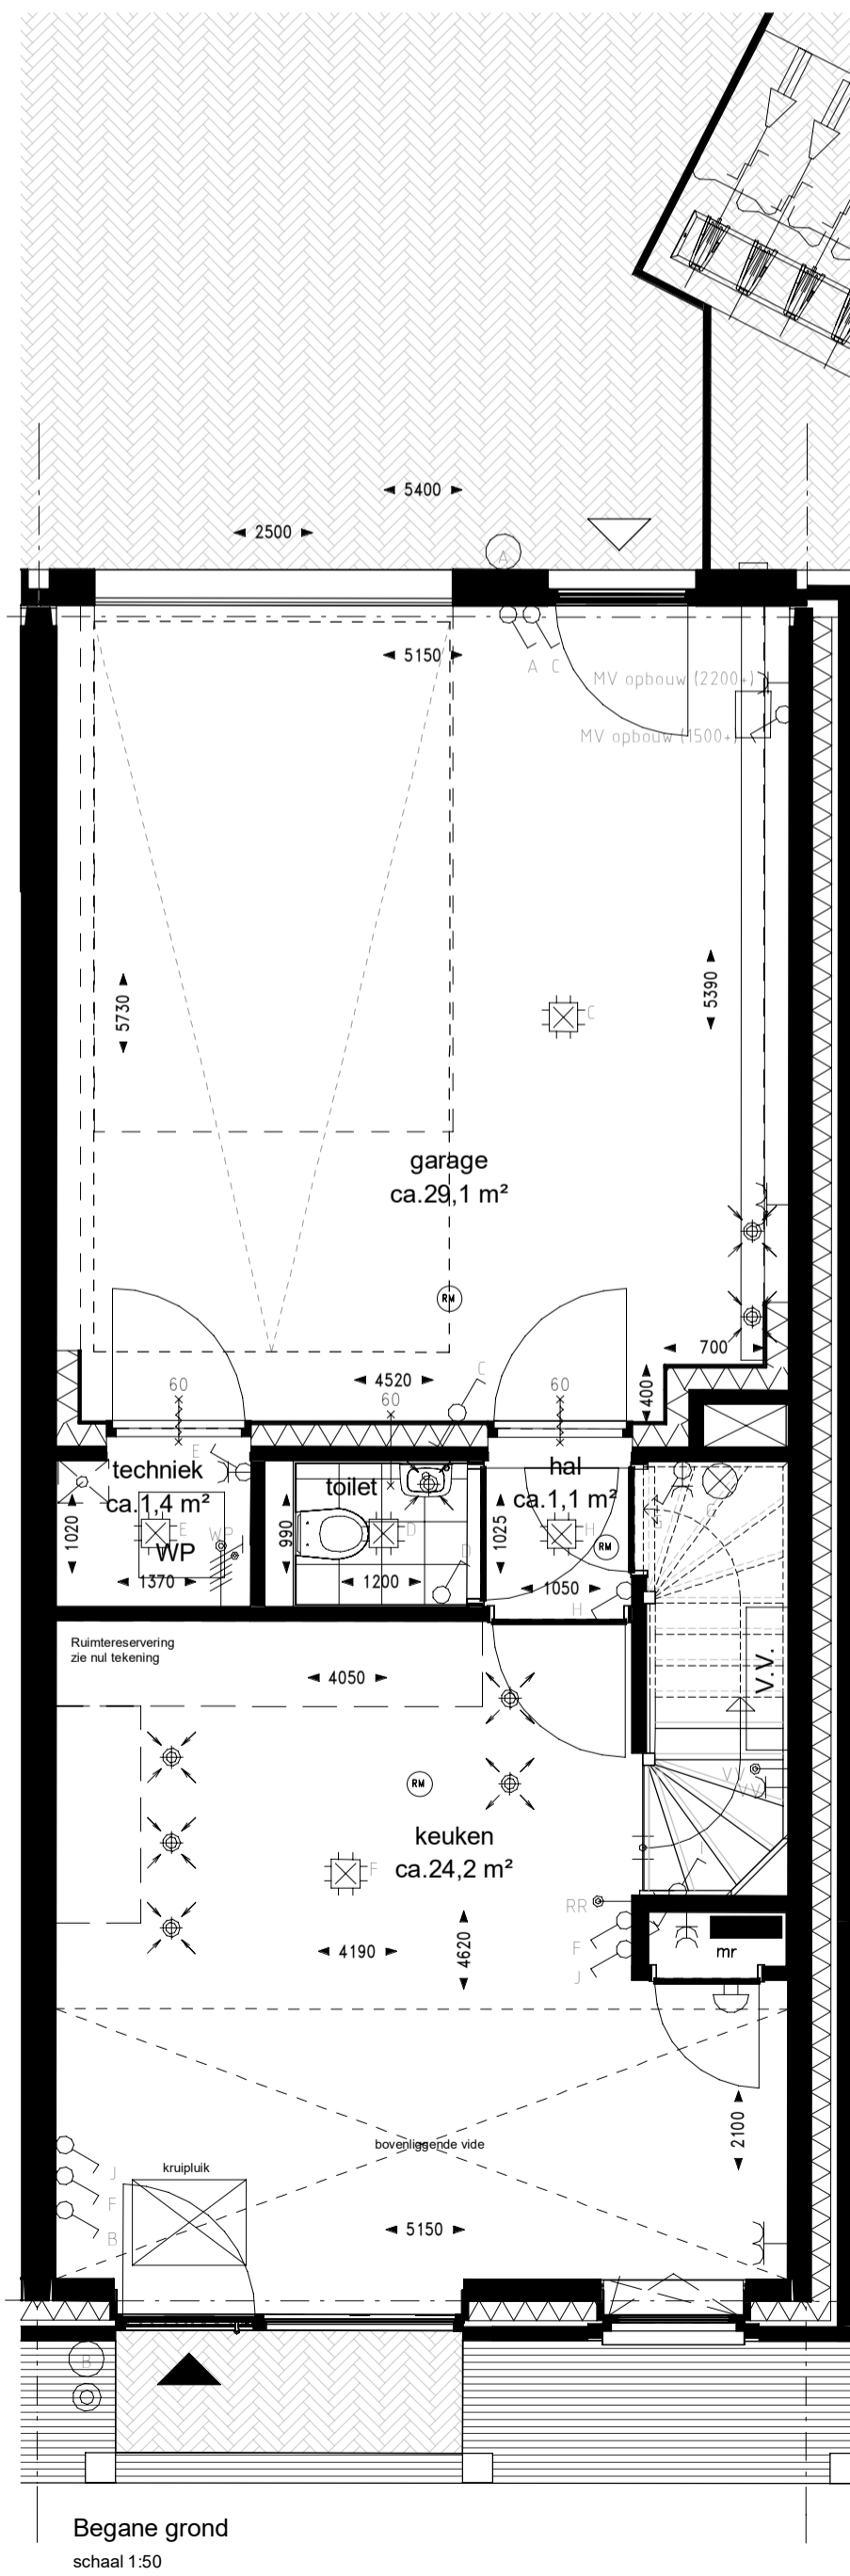 5400
2500
A
5150
A C
MV opbouw (2200+)
MV opbouw (1500+)
5730
5390
C
garage
ca.29,1 m²
RM
700
4520
C
400
60
60
60
E
techniek
ca.1,4 m²
toilet
hal
ca.1,1 m²
G
G
1020
E
WP
WP
990
D
1025
H
RM
D
1370
1200
1050
H
Ruimtereservering
zie nul tekening
4050
V.V.
RM
VV
VV
keuken
ca.24,2 m²
F
I
RR
F
J
4190
4620
mr
2100
bovenliggende vide
J
kruipluik
F
B
5150
B
Begane grond
schaal 1:50